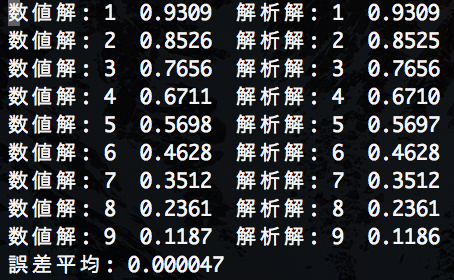 数値解: 1 0.9309 解析解: 1 0.9309
数値解: 2 0.8526 解析解: 2 0.8525
数値解: 3 0.7656 解析解: 3 0.7656
数値解: 4 0.6711 解析解: 4 0.6710
数値解: 5 0.5698 解析解: 5 0.5697
数値解: 6 0.4628 解析解: 6 0.4628
数値解: 7 0.3512 解析解: 7 0.3512
数値解: 8 0.2361 解析解: 8 0.2361
数値解: 9 0.1187 解析解: 9 0.1186
誤差平均: 0.000047